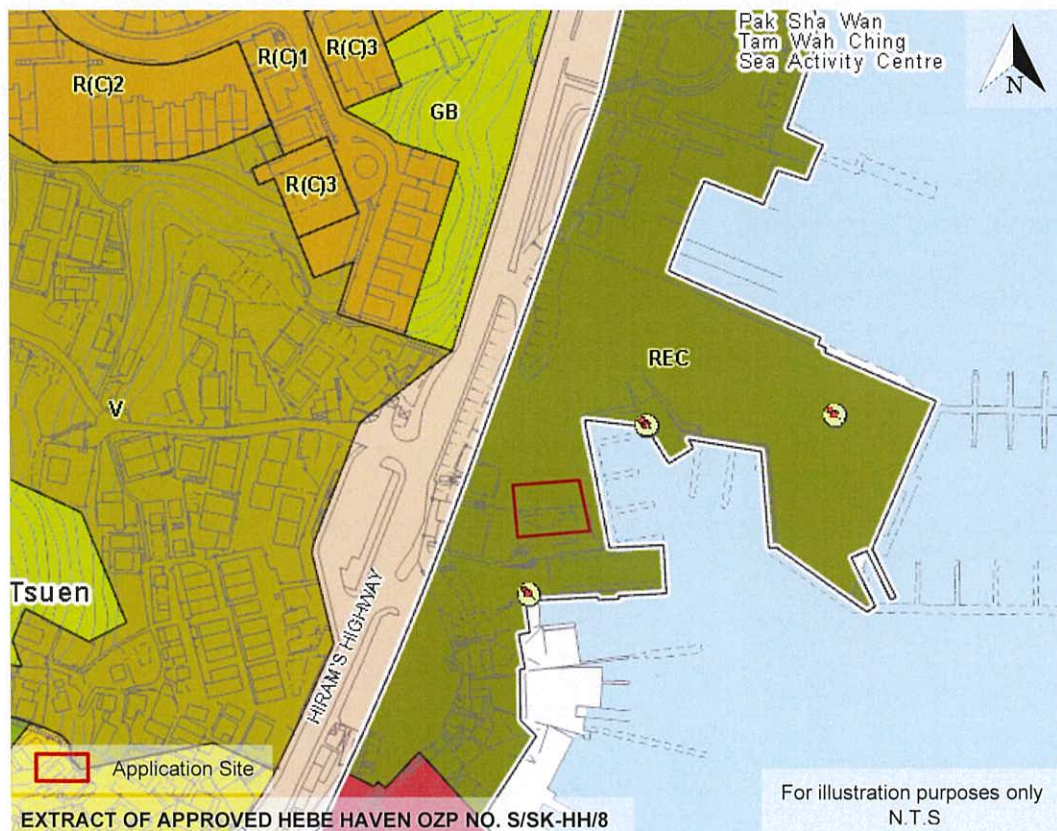 Pak Sha Wan
Tam Wah Ching
Sea Activity Centre
N
R(C)3
R(C)1
R(C)2
GB
R(C)3
REC
V
Tsuen
HIRAM'S HIGHWAY
Application Site
For illustration purposes only
N.T.S
EXTRACT OF APPROVED HEBE HAVEN OZP NO. S/SK-HH/8